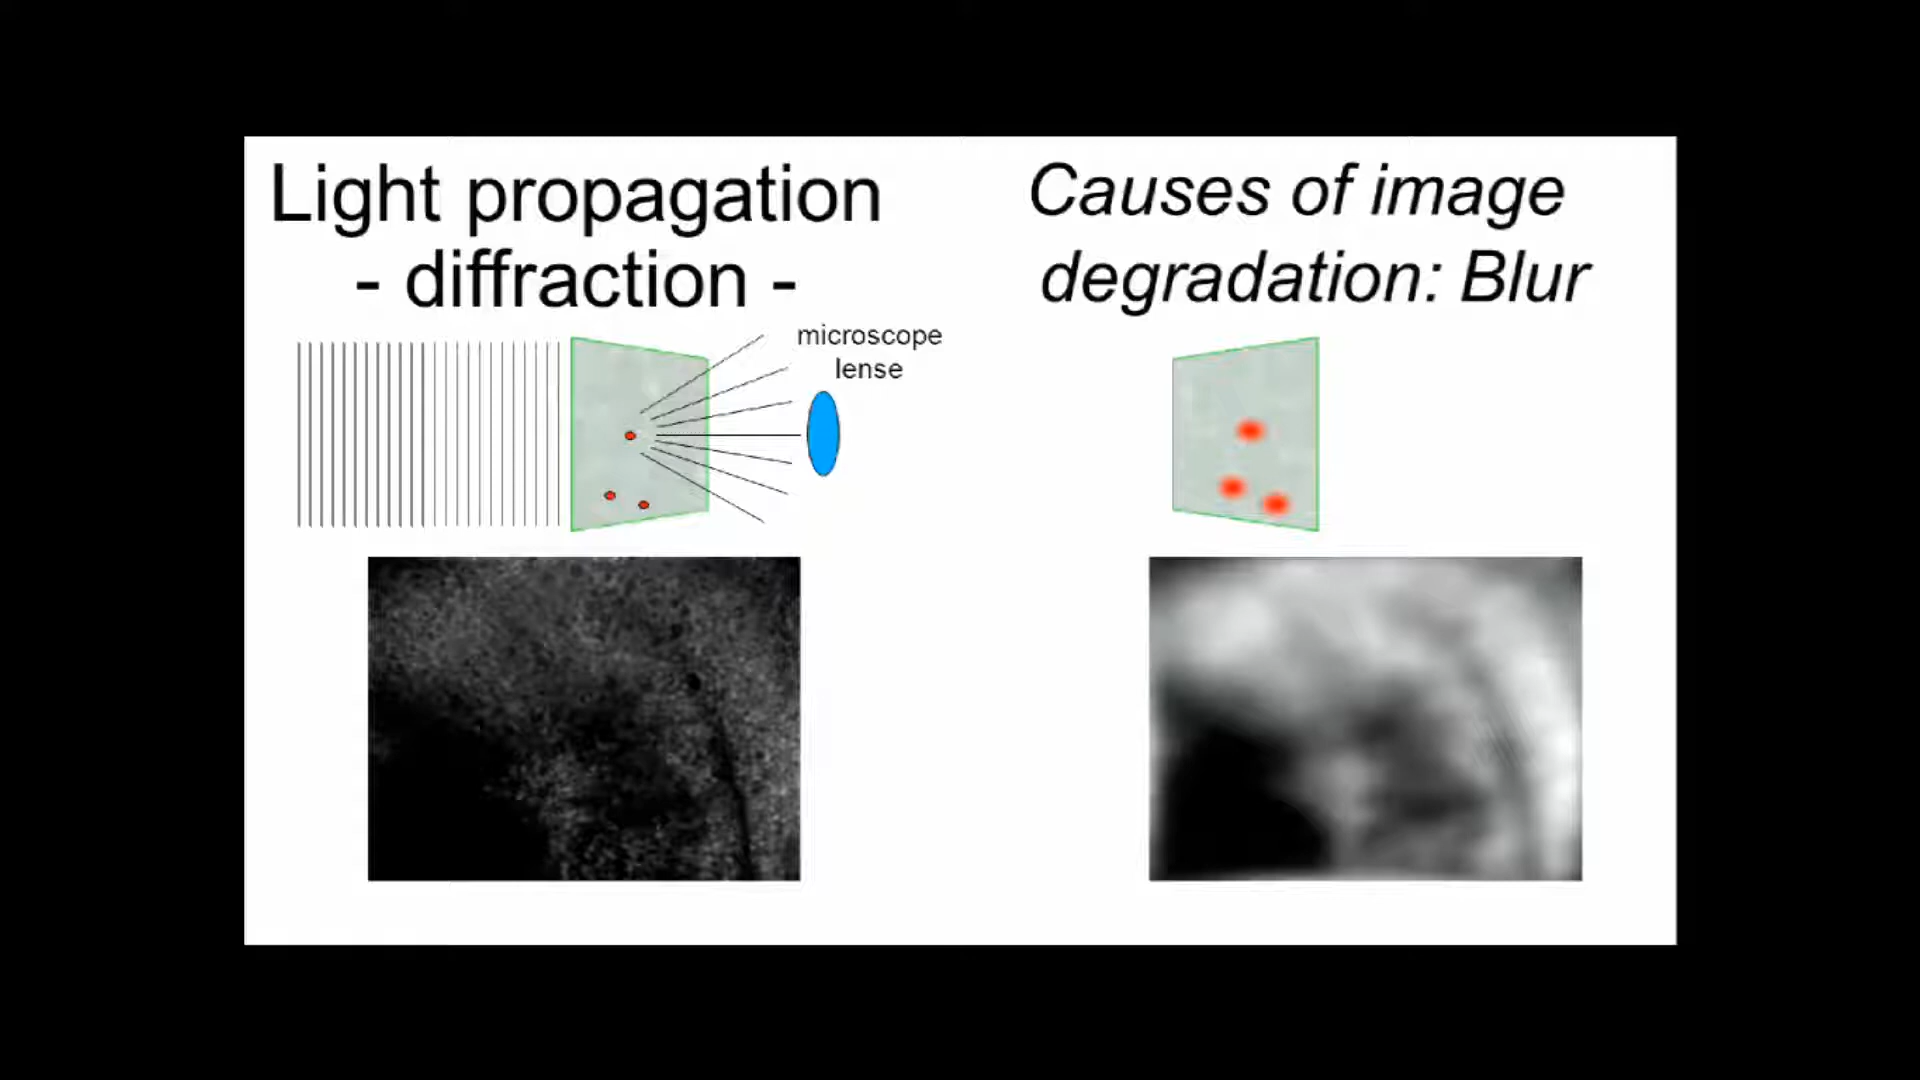 Light propagation
- diffraction -
Causes of image
degradation: Blur
microscope
lense